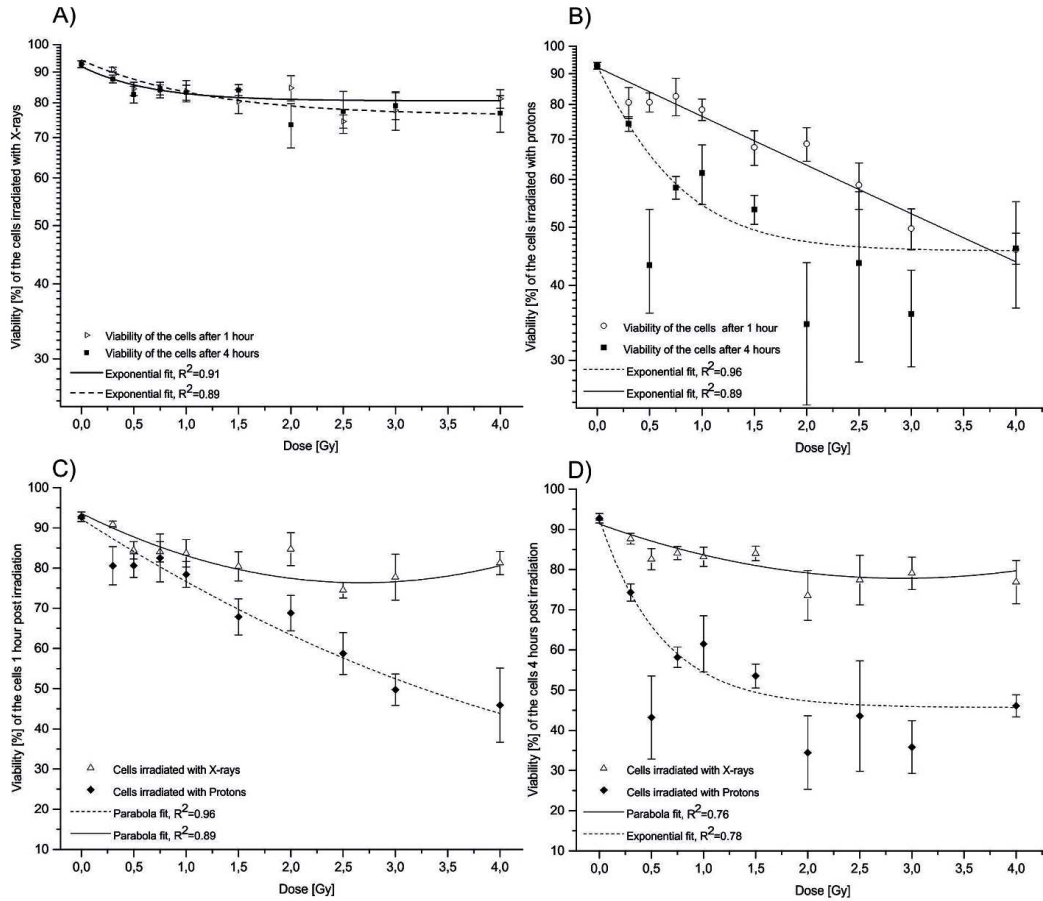 A)
Viability [%] of the cells irradiated with X-rays
100
90
80
70
60
50
40
30
Viability of the cells after 1 hour
Viability of the cells after 4 hours
Exponential fit, R2=0.91
Exponential fit, R2=0.89
0,0 0,5 1,0 1,5 2,0 2,5 3,0 4,0
Dose [Gy]
B)
Viability [%] of the cells irradiated with protons
100
90
80
70
60
50
40
30
Viability of the cells after 1 hour
Viability of the cells after 4 hours
Exponential fit, R2=0.96
Exponential fit, R2=0.89
0,0 0,5 1,0 1,5 2,0 2,5 3,0 4,0
Dose [Gy]
C)
Viability [%] of the cells 1 hour post irradiation
100
90
80
70
60
50
40
30
20
10
Cells irradiated with X-rays
Cells irradiated with Protons
Parabola fit, R2=0.96
Parabola fit, R2=0.89
0,0 0,5 1,0 1,5 2,0 2,5 3,0 4,0
Dose [Gy]
D)
Viability [%] of the cells 4 hours post irradiation
100
90
80
70
60
50
40
30
20
10
Cells irradiated with X-rays
Cells irradiated with Protons
Parabola fit, R2=0.76
Exponential fit, R2=0.78
0,0 0,5 1,0 1,5 2,0 2,5 3,0 4,0
Dose [Gy]